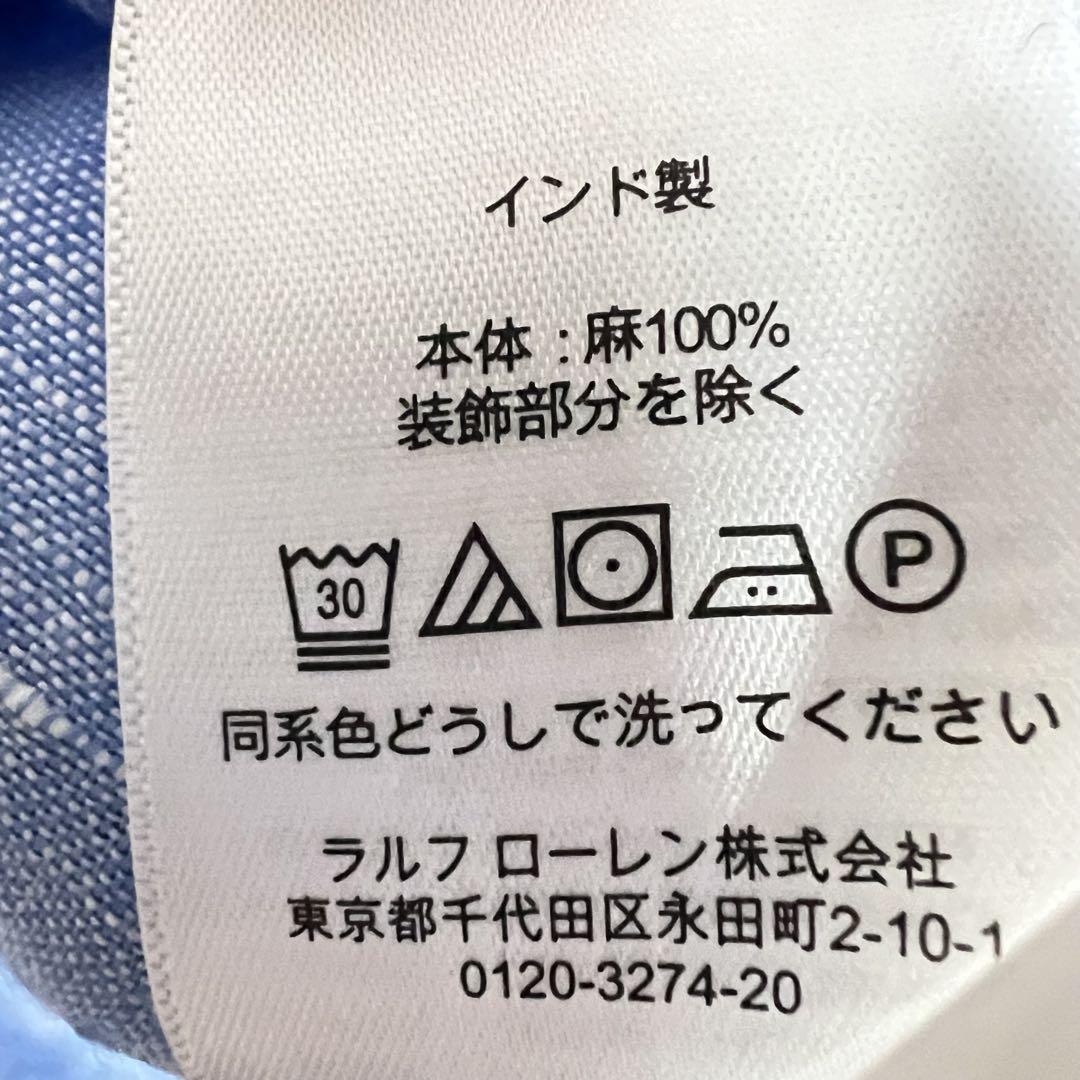 インド製
本体 : 麻100%
装飾部分を除く
30 P
同系色どうしで洗ってください
ラルフ ローレン株式会社
東京都千代田区永田町2-10-1
0120-3274-20